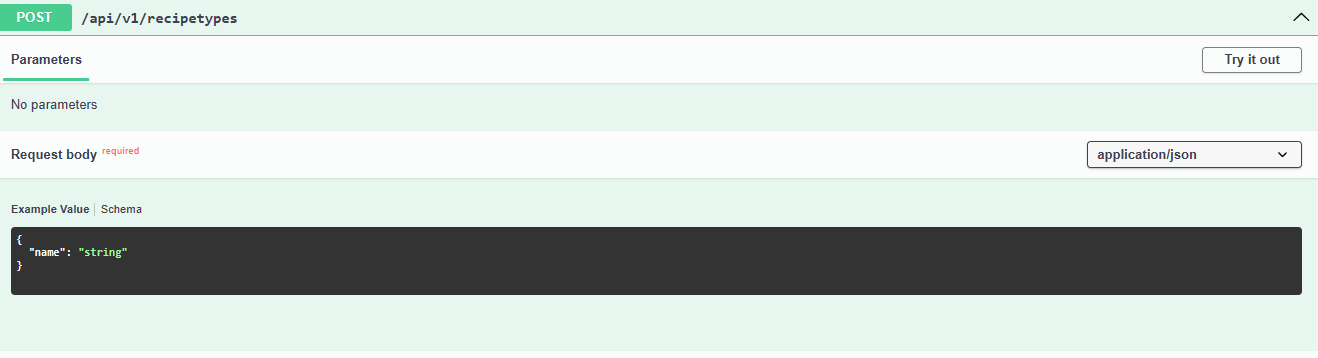 POST /api/v1/recipetypes
Parameters
Try it out
No parameters
Request body required
application/json
Example Value Schema
{
"name": "string"
}